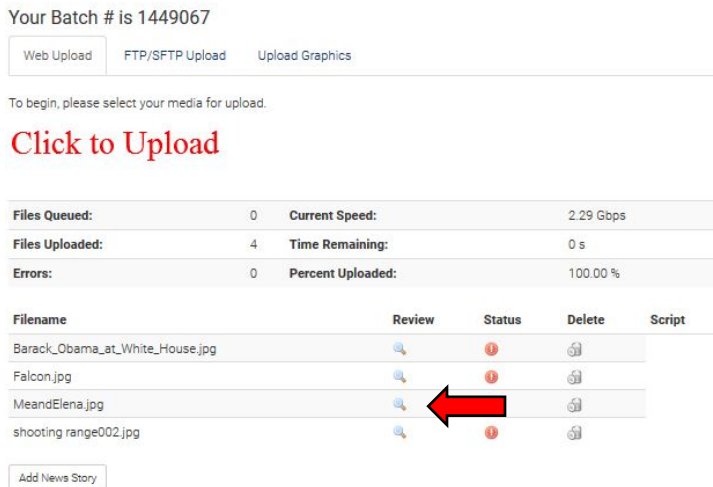 Your Batch # is 1449067
Web Upload FTP/SFTP Upload Upload Graphics
To begin, please select your media for upload.
Click to Upload
Files Queued: 0 Current Speed: 2.29 Gbps
Files Uploaded: 4 Time Remaining: 0 s
Errors: 0 Percent Uploaded: 100.00 %
Filename Review Status Delete Script
Barack_Obama_at_White_House.jpg
Falcon.jpg
MeandElena.jpg
shooting range002.jpg
Add News Story